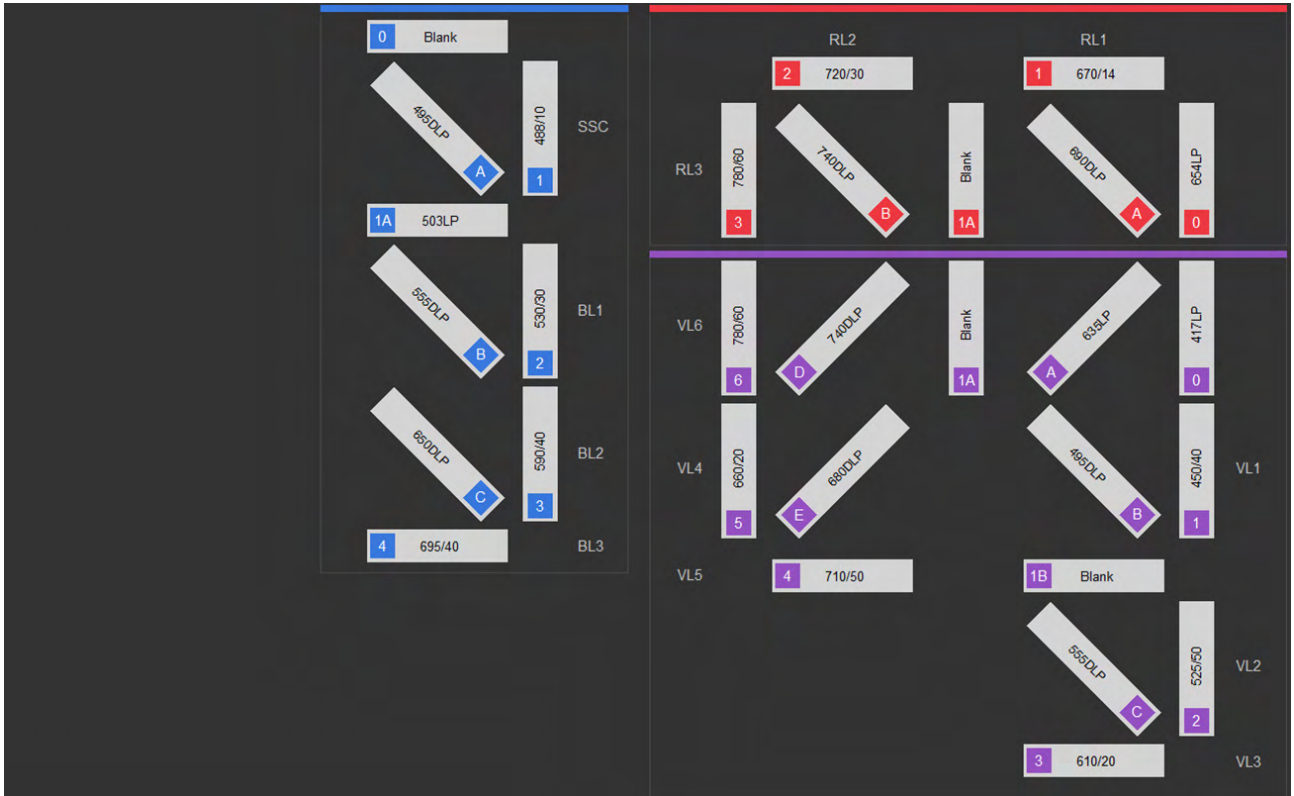 0 Blank
495DLP A
488/10 1
SSC
1A 503LP
555DLP B
530/30 2
BL1
650DLP C
590/40 3
BL2
4 695/40
BL3
RL2
RL1
2 720/30
1 670/14
RL3
780/60 3
740DLP B
Blank 1A
690DLP A
654LP 0
VL6
780/60 6
740DLP D
Blank 1A
635LP A
417LP 0
VL4
660/20 5
680DLP E
495DLP B
450/40 1
VL1
VL5
4 710/50
1B Blank
555DLP C
525/50 2
VL2
3 610/20
VL3